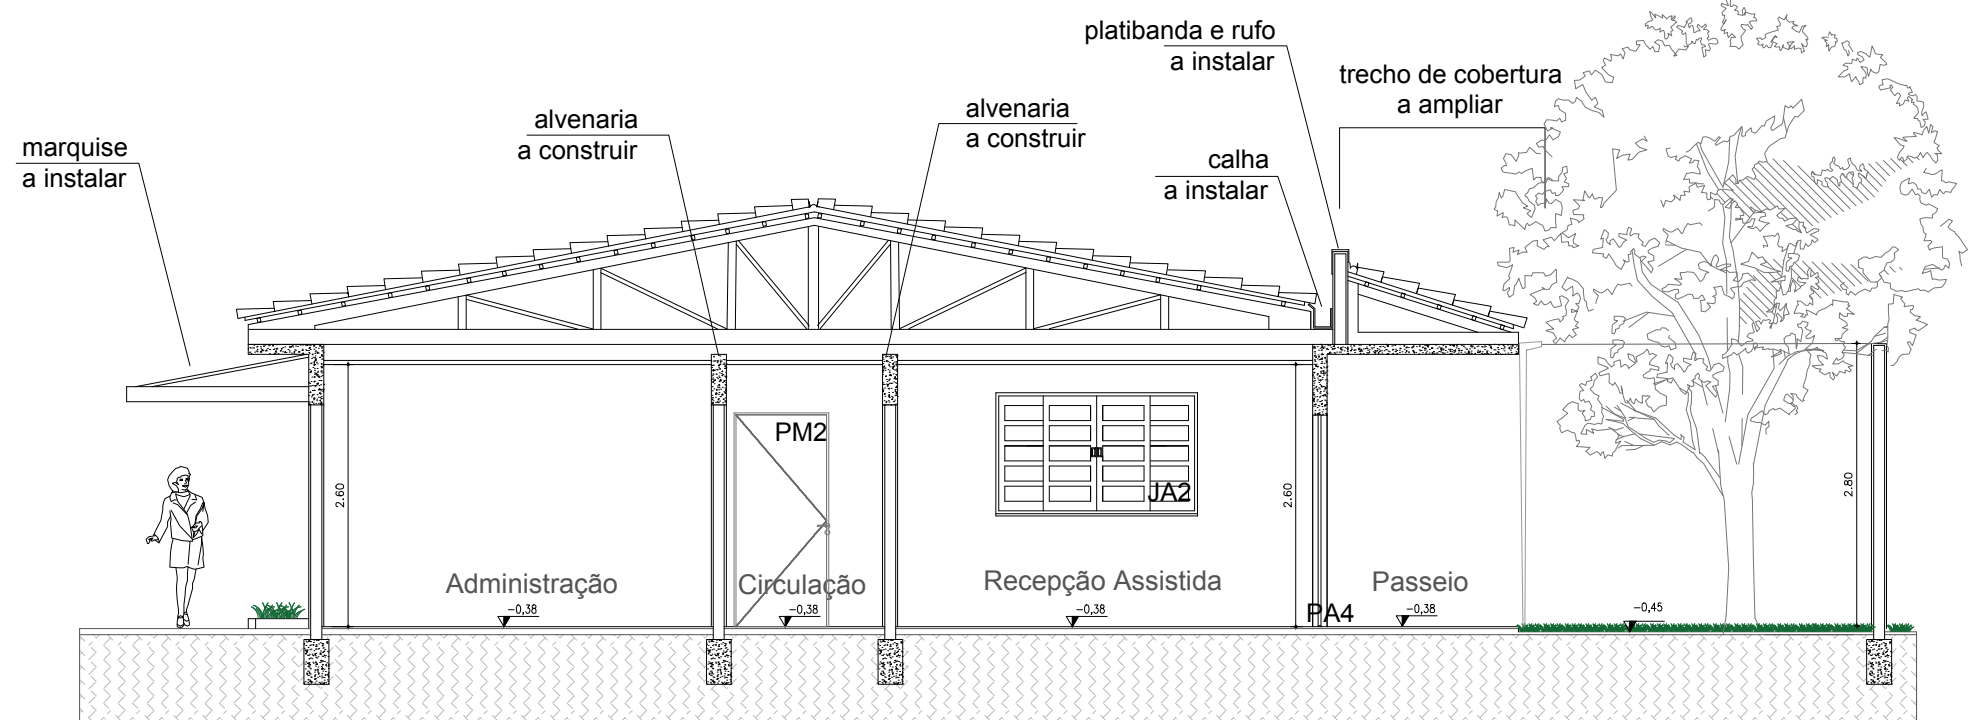 platibanda e rufo
a instalar
trecho de cobertura
a ampliar
alvenaria
a construir
alvenaria
a construir
marquise
a instalar
calha
a instalar
PM2
JA2
2.60
2.60
2.80
Administração
Circulação
Recepção Assistida
Passeio
-0,38
-0,38
-0,38
PA4
-0,38
-0,45